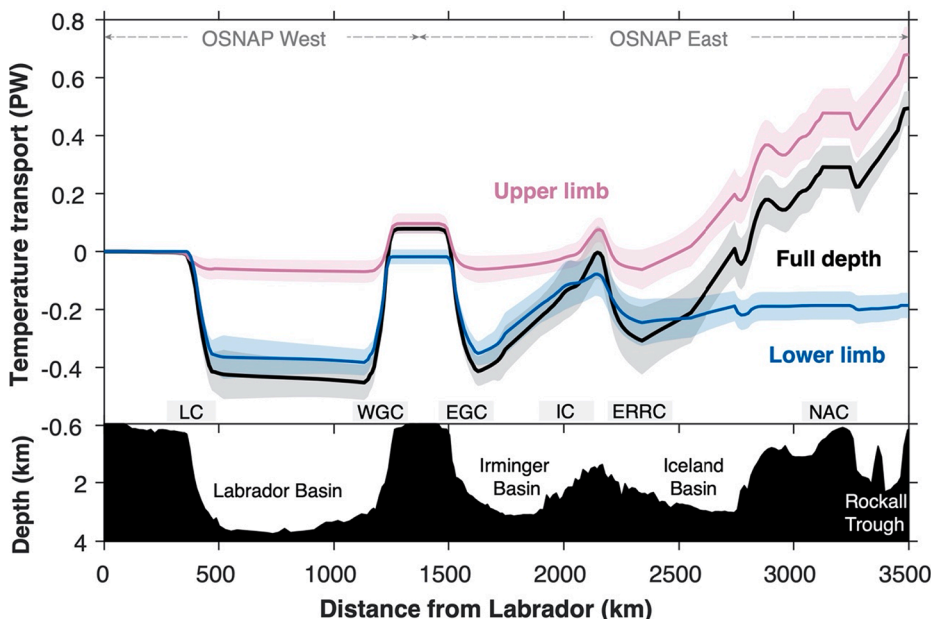 0.8
OSNAP West
OSNAP East
0.6
0.4
0.2
0
-0.2
-0.4
-0.6
Temperature transport (PW)
Upper limb
Full depth
Lower limb
LC
WGC
EGC
IC
ERRC
NAC
2
4
Depth (km)
Labrador Basin
Irminger
Basin
Iceland
Basin
Rockall
Trough
0
500
1000
1500
2000
2500
3000
3500
Distance from Labrador (km)